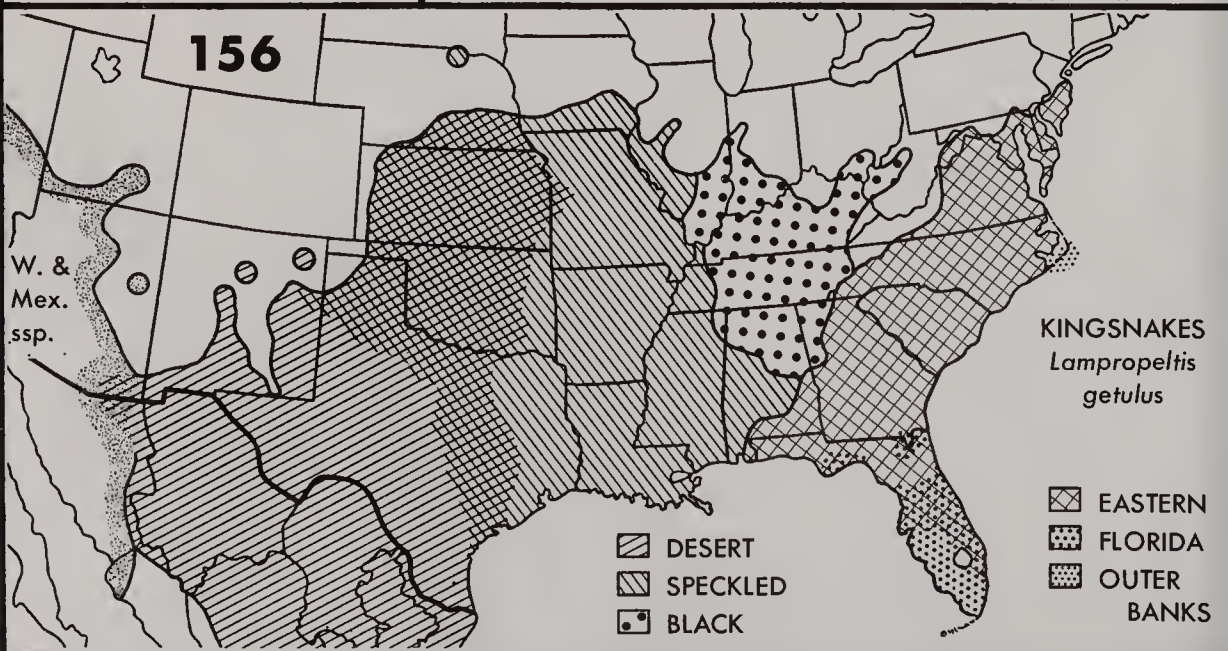 156
W. &
Mex.
ssp.
KINGSNAKES
Lampropeltis
getulus
DESERT
SPECKLED
BLACK
EASTERN
FLORIDA
OUTER
BANKS